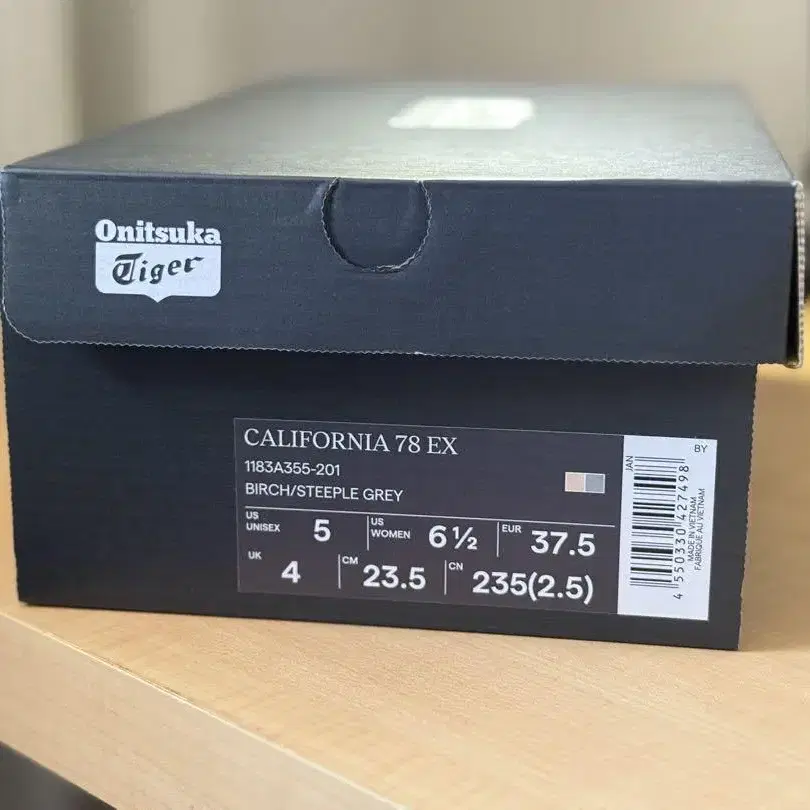 Onitsuka
Tiger
CALIFORNIA 78 EX
1183A355-201
BIRCH/STEEPLE GREY
US UNISEX 5 US WOMEN 6½ EUR 37.5
UK 4 CM 23.5 CN 235(2.5)
BY
JAN
4 550330 427498
MADE IN VIETNAM
FABRIQUE AU VIETNAM